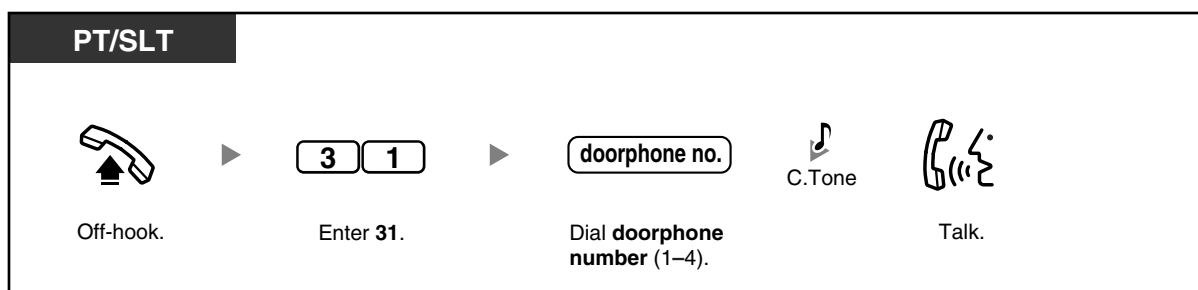 PT/SLT
3 1
doorphone no.
C.Tone
Off-hook.
Enter 31.
Dial doorphone
number (1–4).
Talk.